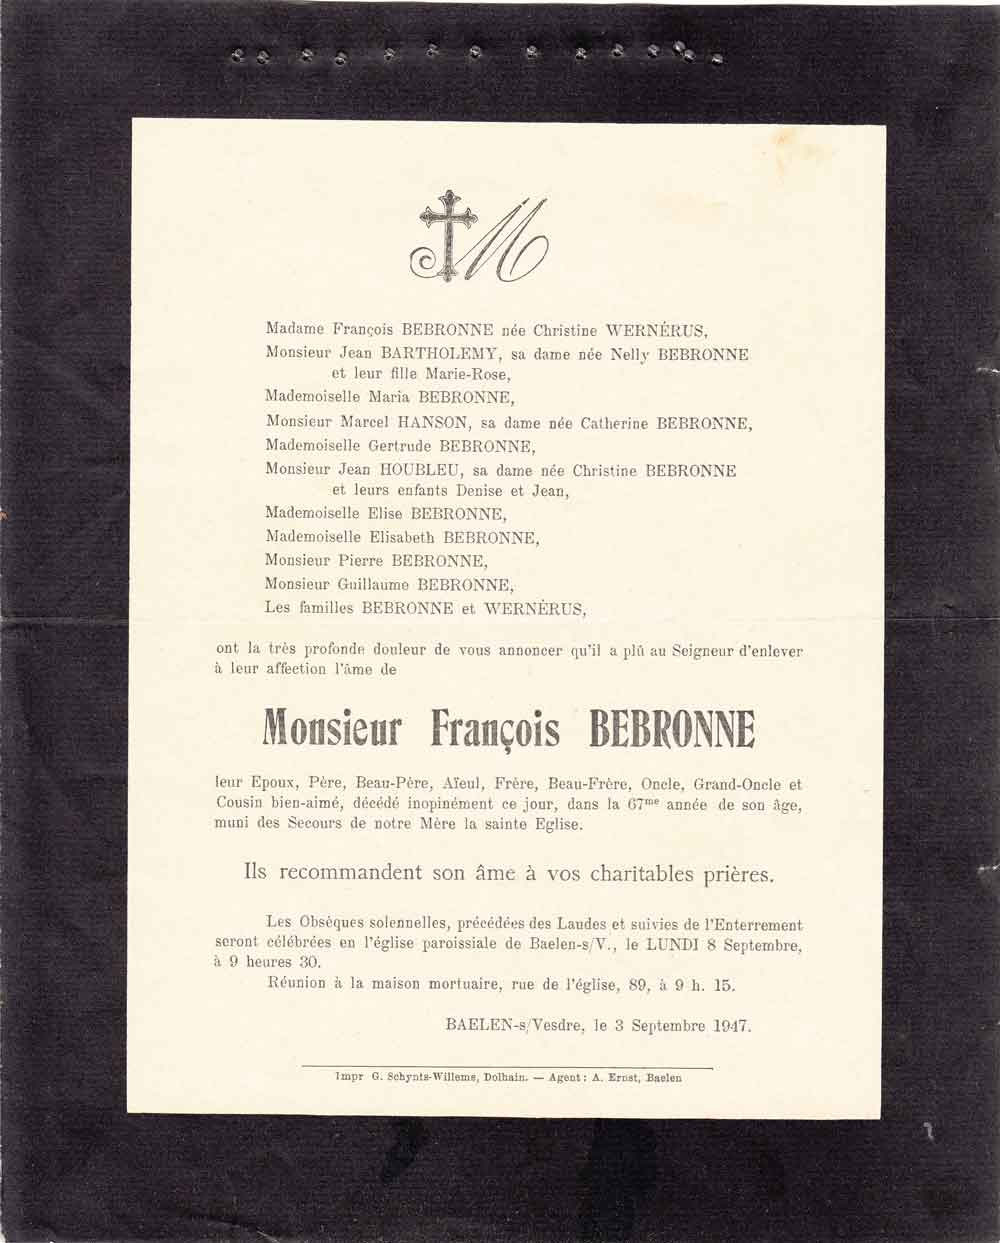 M
Madame François BEBRONNE née Christine WERNÉRUS,
Monsieur Jean BARTHOLEMY, sa dame née Nelly BEBRONNE
et leur fille Marie-Rose,
Mademoiselle Maria BEBRONNE,
Monsieur Marcel HANSON, sa dame née Catherine BEBRONNE,
Mademoiselle Gertrude BEBRONNE,
Monsieur Jean HOUBLEU, sa dame née Christine BEBRONNE
et leurs enfants Denise et Jean,
Mademoiselle Elise BEBRONNE,
Mademoiselle Elisabeth BEBRONNE,
Monsieur Pierre BEBRONNE,
Monsieur Guillaume BEBRONNE,
Les familles BEBRONNE et WERNÉRUS,
ont la très profonde douleur de vous annoncer qu'il a plû au Seigneur d'enlever
à leur affection l'âme de
Monsieur François BEBRONNE
leur Epoux, Père, Beau-Père, Aïeul, Frère, Beau-Frère, Oncle, Grand-Oncle et
Cousin bien-aimé, décédé inopinément ce jour, dans la 67me année de son âge,
muni des Secours de notre Mère la sainte Eglise.
Ils recommandent son âme à vos charitables prières.
Les Obsèques solennelles, précédées des Laudes et suivies de l'Enterrement
seront célébrées en l'église paroissiale de Baelen-s/V., le LUNDI 8 Septembre,
à 9 heures 30.
Réunion à la maison mortuaire, rue de l'église, 89, à 9 h. 15.
BAELEN-s/Vesdre, le 3 Septembre 1947.
Impr G. Schynts-Willems, Dolhain. — Agent : A. Ernst, Baelen